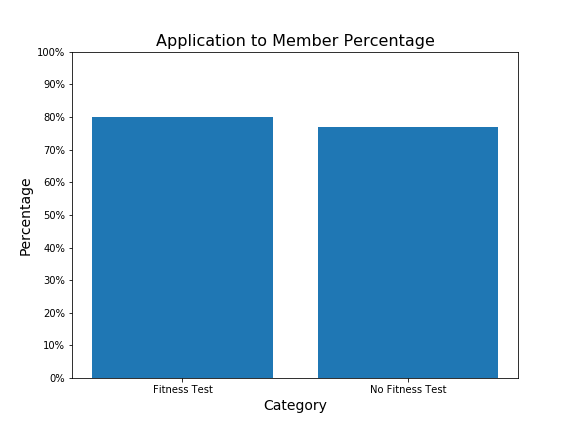 Application to Member Percentage
100%
90%
80%
70%
60%
50%
40%
30%
20%
10%
0%
Percentage
Fitness Test
No Fitness Test
Category